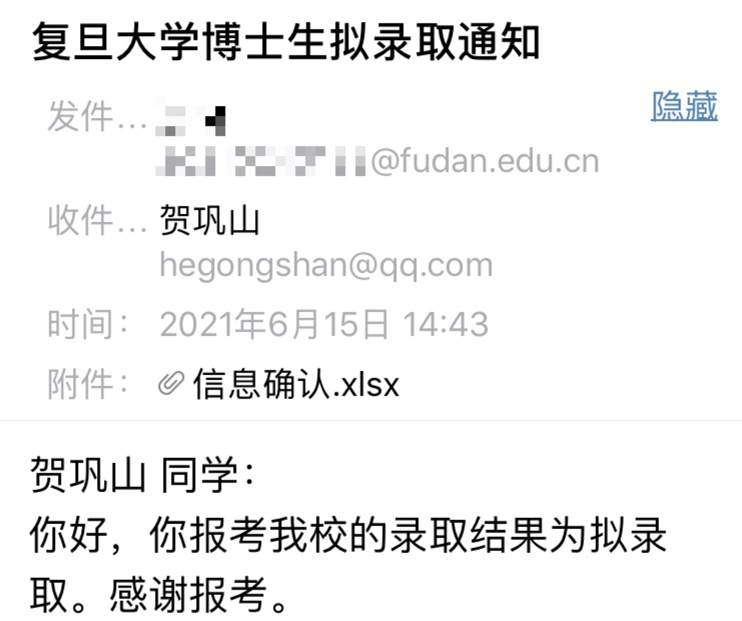 复旦大学博士生拟录取通知
发件...
隐藏
@fudan.edu.cn
收件... 贺巩山
hegongshan@qq.com
时间: 2021年6月15日 14:43
附件: 信息确认.xlsx
贺巩山 同学:
你好，你报考我校的录取结果为拟录
取。感谢报考。